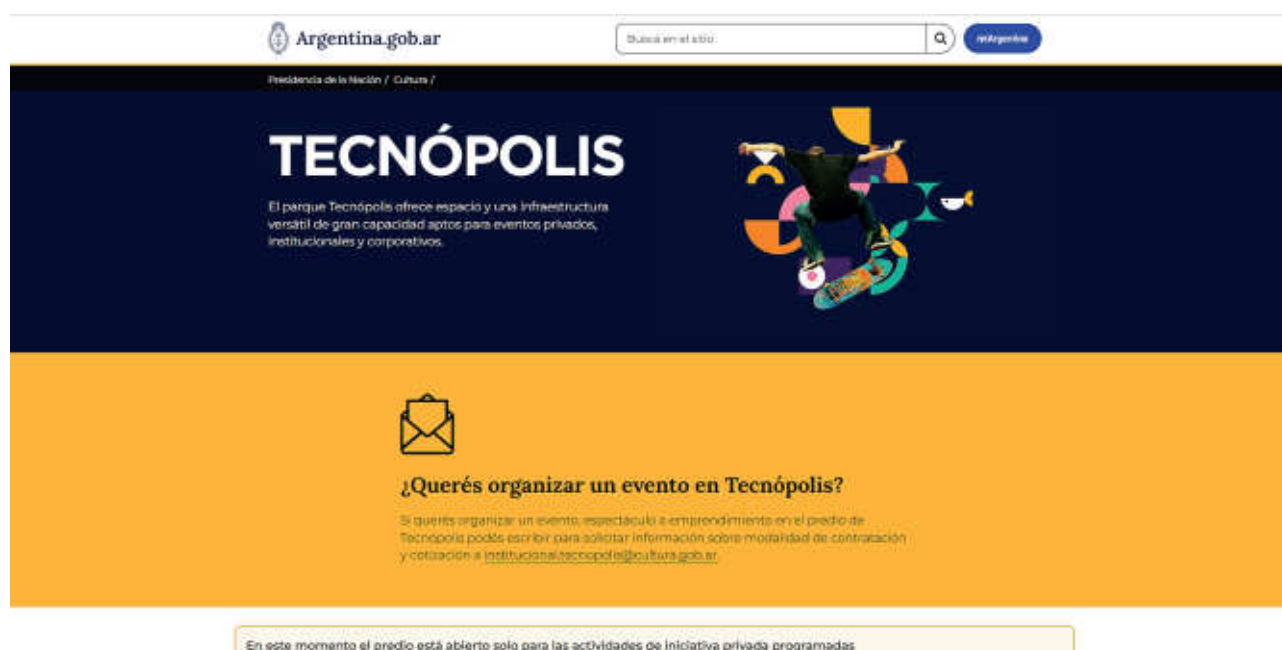 Argentina.gob.ar
Buscá en el sitio
miArgentina
Presidencia de la Nación / Cultura /
TECNÓPOLIS
El parque Tecnópolis ofrece espacio y una infraestructura
versátil de gran capacidad aptos para eventos privados,
institucionales y corporativos.
¿Querés organizar un evento en Tecnópolis?
Si querés organizar un evento, espectáculo o emprendimiento en el predio de
Tecnópolis podés escribir para solicitar información sobre modalidad de contratación
y cotización a institucional.tecnopolis@cultura.gob.ar.
En este momento el predio está abierto solo para las actividades de iniciativa privada programadas